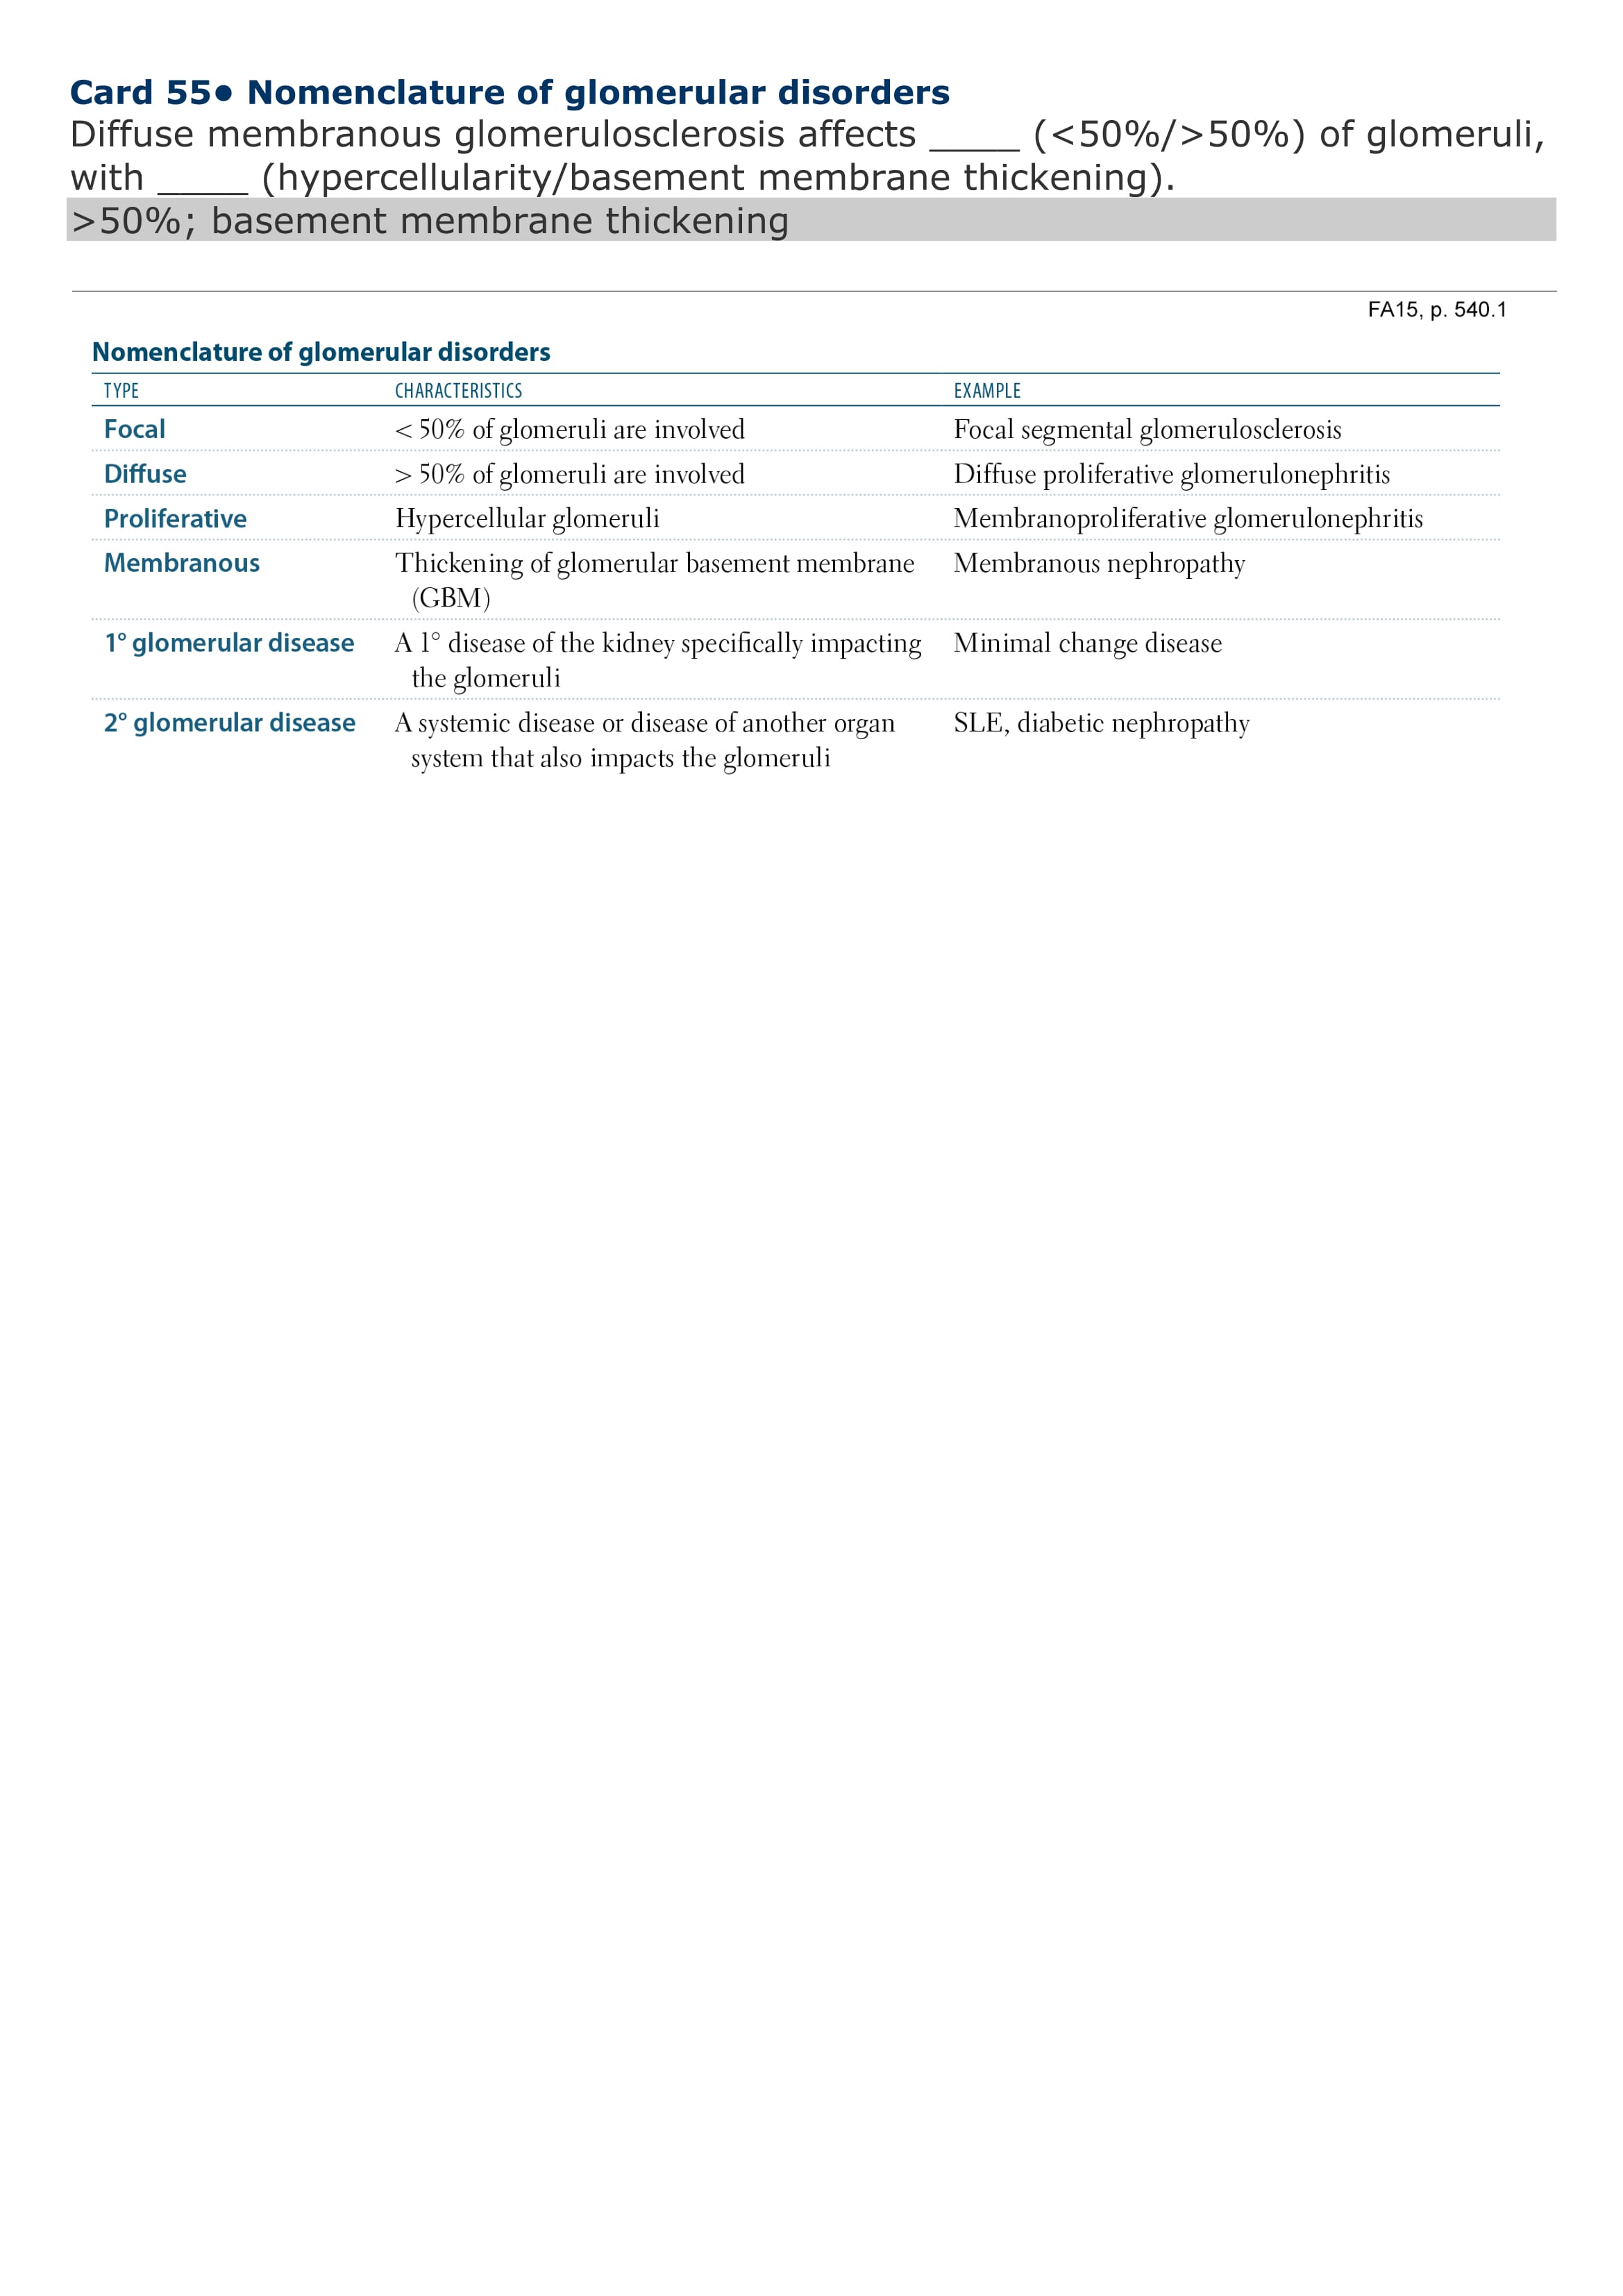 Card 55● Nomenclature of glomerular disorders
Diffuse membranous glomerulosclerosis affects _____ (<50%/>50%) of glomeruli,
with _____ (hypercellularity/basement membrane thickening).
>50%; basement membrane thickening
FA15, p. 540.1
Nomenclature of glomerular disorders
TYPE CHARACTERISTICS EXAMPLE
Focal < 50% of glomeruli are involved Focal segmental glomerulosclerosis
Diffuse > 50% of glomeruli are involved Diffuse proliferative glomerulonephritis
Proliferative Hypercellular glomeruli Membranoproliferative glomerulonephritis
Membranous Thickening of glomerular basement membrane Membranous nephropathy
(GBM)
1° glomerular disease A 1° disease of the kidney specifically impacting Minimal change disease
the glomeruli
2° glomerular disease A systemic disease or disease of another organ SLE, diabetic nephropathy
system that also impacts the glomeruli